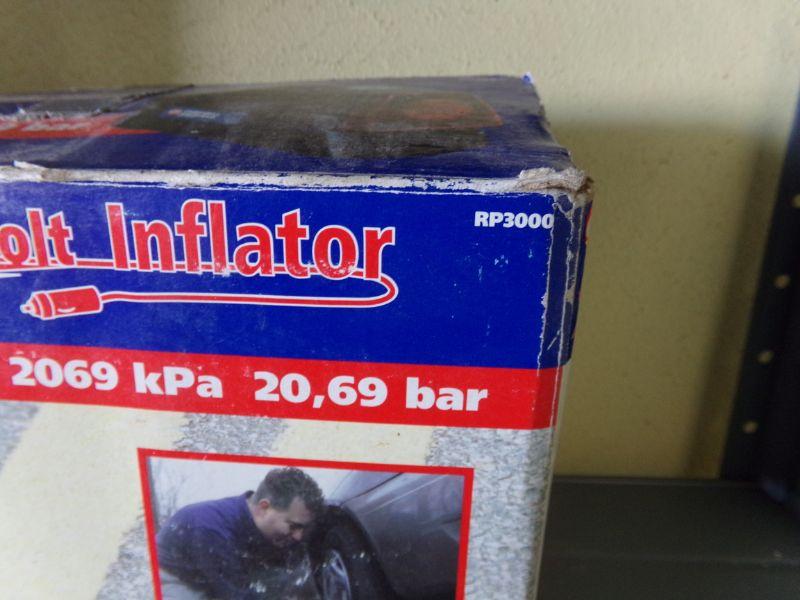 olt Inflator
RP3000
2069 kPa 20,69 bar